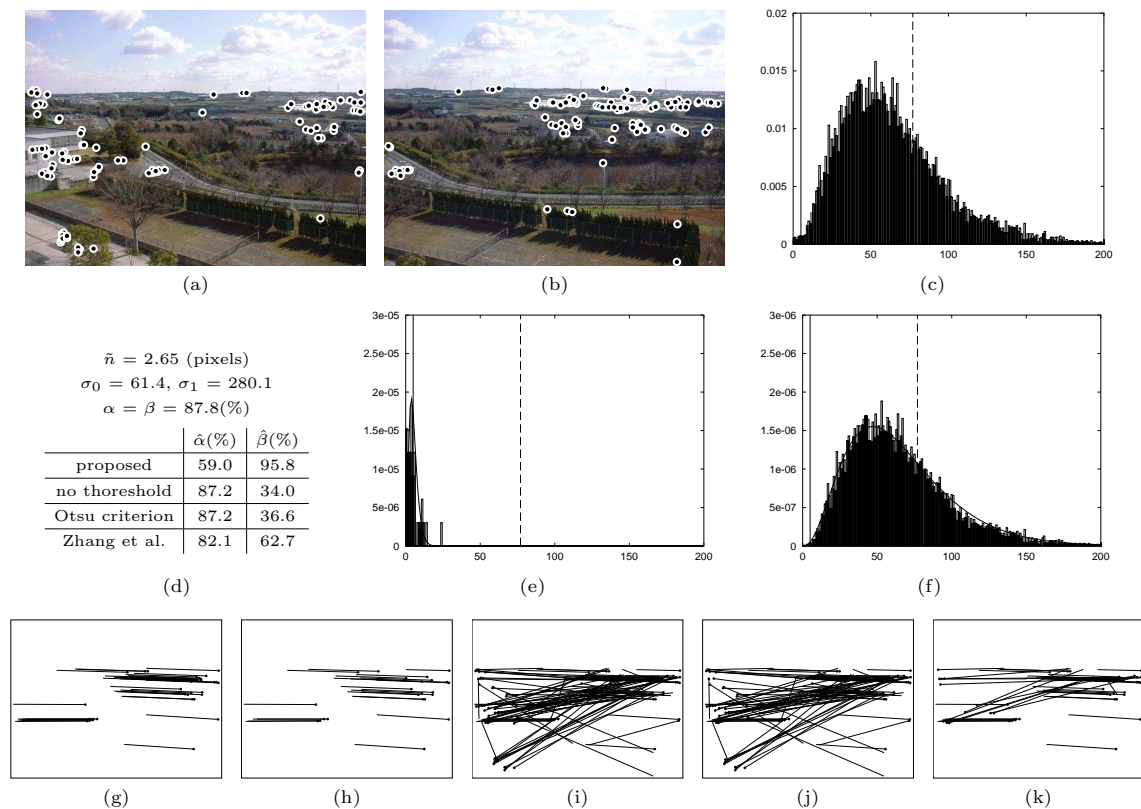 0.02
0.015
0.01
0.005
0
0 50 100 150 200
(a) (b) (c)
ñ = 2.65 (pixels)
σ0 = 61.4, σ1 = 280.1
α = β = 87.8(%)
α̂(%) β̂(%)
proposed 59.0 95.8
no thoreshold 87.2 34.0
Otsu criterion 87.2 36.6
Zhang et al. 82.1 62.7
(d)
3e-05
2.5e-05
2e-05
1.5e-05
1e-05
5e-06
0
0 50 100 150 200
(e)
3e-06
2.5e-06
2e-06
1.5e-06
1e-06
5e-07
0
0 50 100 150 200
(f)
(g) (h) (i) (j) (k)